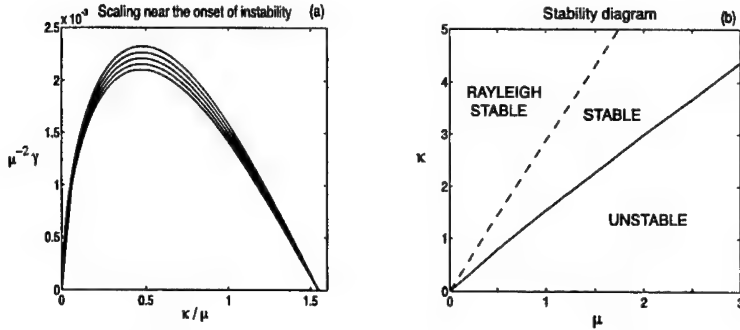 Scaling near the onset of instability (a)
2.5 ×10⁻³
2
1.5
1
0.5
0
μ⁻² γ
0 0.5 1 1.5
κ / μ
Stability diagram (b)
5
4
3
2
1
0
κ
RAYLEIGH
STABLE
STABLE
UNSTABLE
0 1 2 3
μ